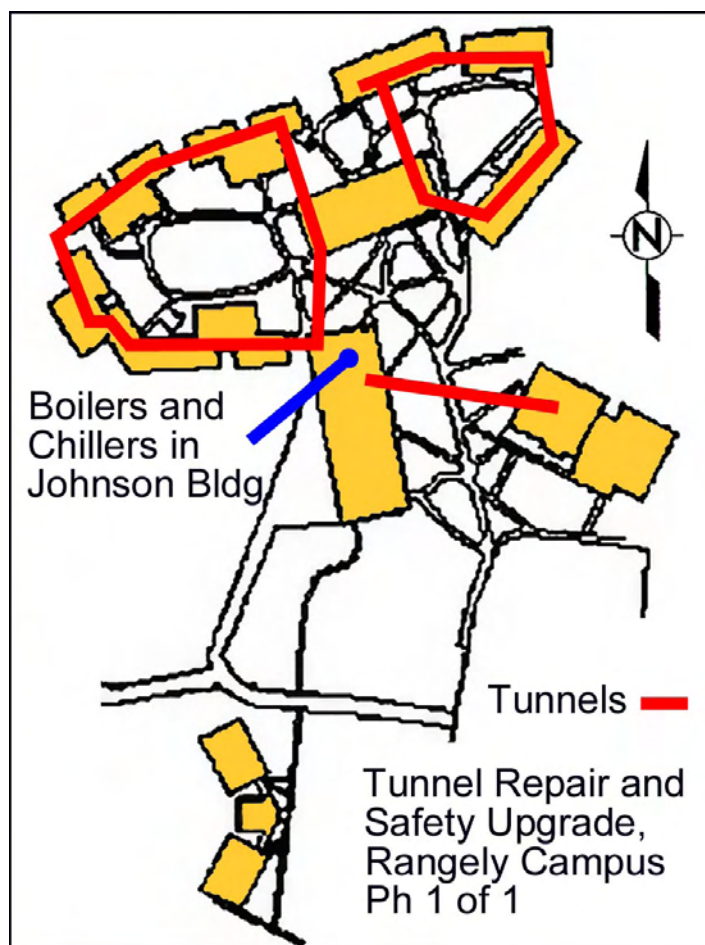 N
Boilers and
Chillers in
Johnson Bldg
Tunnels
Tunnel Repair and
Safety Upgrade,
Rangely Campus
Ph 1 of 1